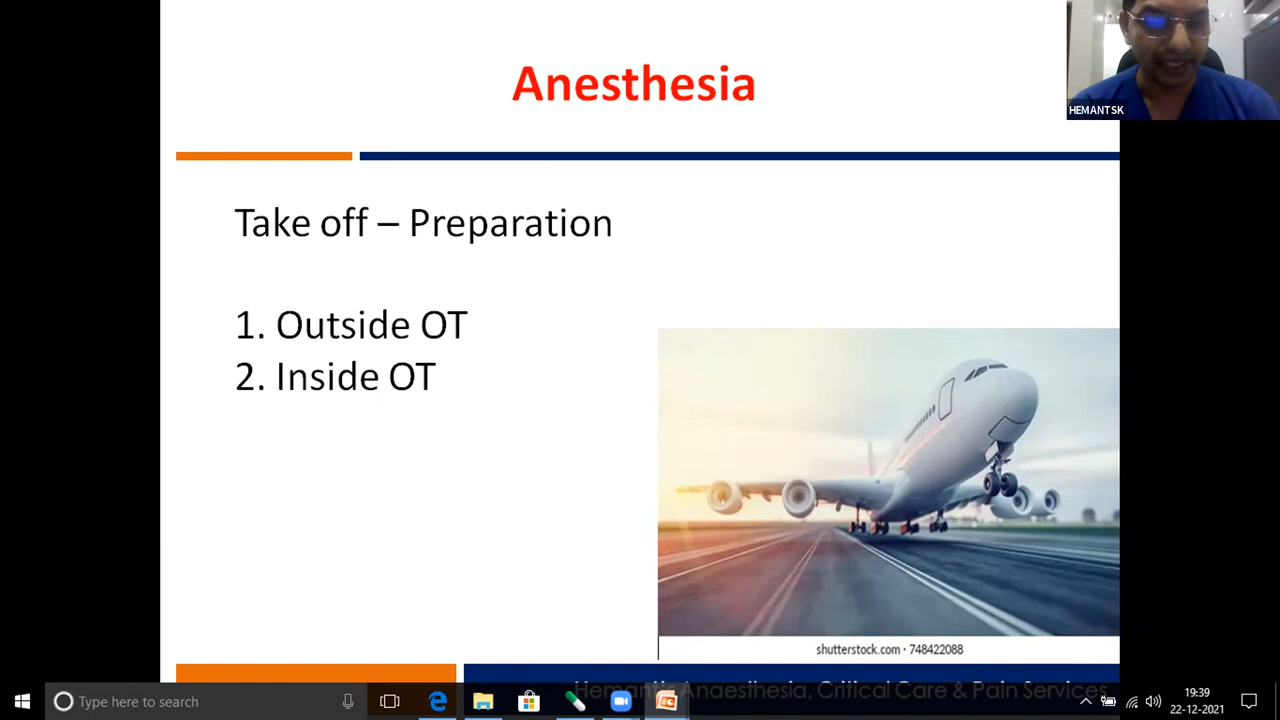 Anesthesia
HEMANTSK
Take off – Preparation
1. Outside OT
2. Inside OT
shutterstock.com · 748422088
Anaesthesia, Critical Care & Pain Services
Type here to search
19:39
22-12-2021